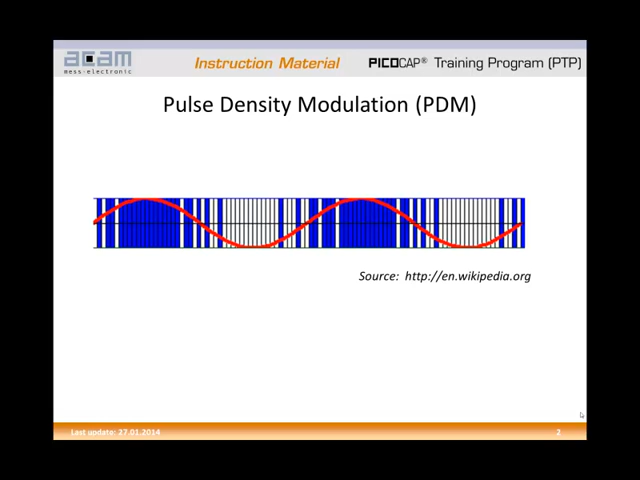 acam
mess-electronic
Instruction Material
PICOCAP® Training Program (PTP)
Pulse Density Modulation (PDM)
Source: http://en.wikipedia.org
Last update: 27.01.2014
2